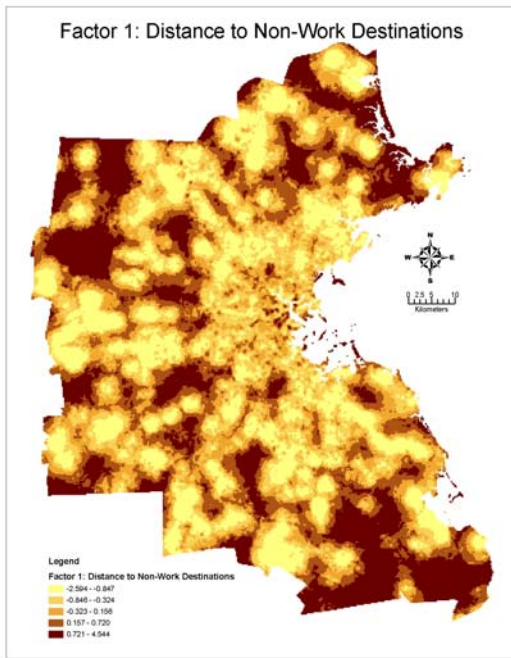 Factor 1: Distance to Non-Work Destinations
N
W E
S
0 2.5 5 10
Kilometers
Legend
Factor 1: Distance to Non-Work Destinations
-2.594 - -0.847
-0.846 - -0.324
-0.323 - 0.156
0.157 - 0.720
0.721 - 4.544